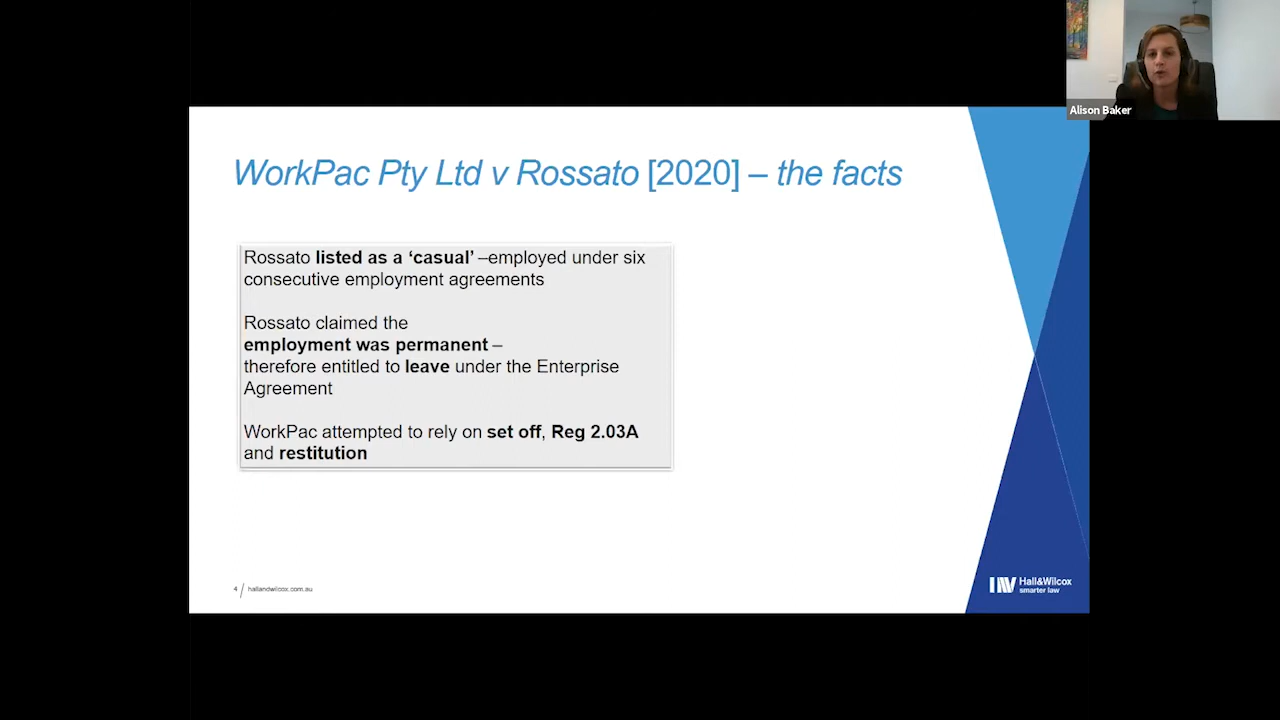 Alison Baker
WorkPac Pty Ltd v Rossato [2020] – the facts
Rossato listed as a ‘casual’ –employed under six
consecutive employment agreements
Rossato claimed the
employment was permanent –
therefore entitled to leave under the Enterprise
Agreement
WorkPac attempted to rely on set off, Reg 2.03A
and restitution
4 / hallandwilcox.com.au
Hall&Wilcox
smarter law